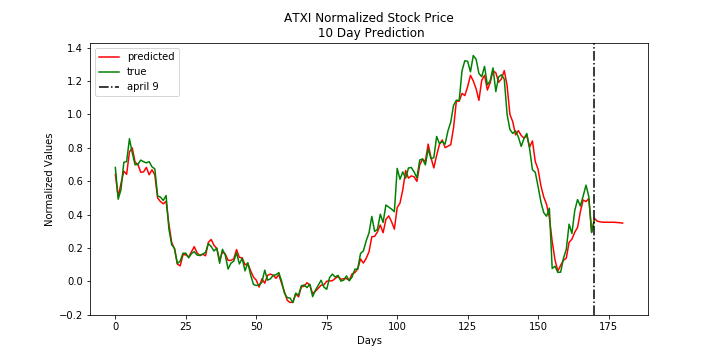 ATXI Normalized Stock Price
10 Day Prediction
predicted
true
april 9
Normalized Values
1.4
1.2
1.0
0.8
0.6
0.4
0.2
0.0
−0.2
0 25 50 75 100 125 150 175
Days